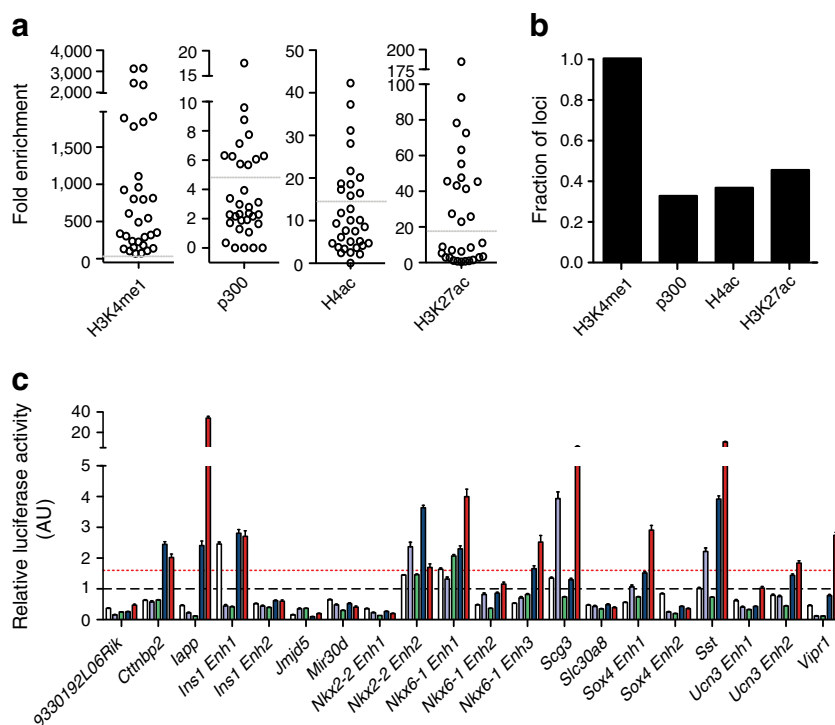 a
Fold enrichment
4,000
3,000
2,000
1,500
1,000
500
0
H3K4me1
20
15
10
8
6
4
2
0
p300
50
40
30
20
10
0
H4ac
200
175
100
80
60
40
20
0
H3K27ac
b
Fraction of loci
1.0
0.8
0.6
0.4
0.2
0.0
H3K4me1
p300
H4ac
H3K27ac
c
Relative luciferase activity
(AU)
40
20
5
4
3
2
1
0
9330192L06Rik
Cttnbp2
Iapp
Ins1 Enh1
Ins1 Enh2
Jmjd5
Mir30d
Nkx2-2 Enh1
Nkx2-2 Enh2
Nkx6-1 Enh1
Nkx6-1 Enh2
Nkx6-1 Enh3
Scg3
Slc30a8
Sox4 Enh1
Sox4 Enh2
Sst
Ucn3 Enh1
Ucn3 Enh2
Vipr1